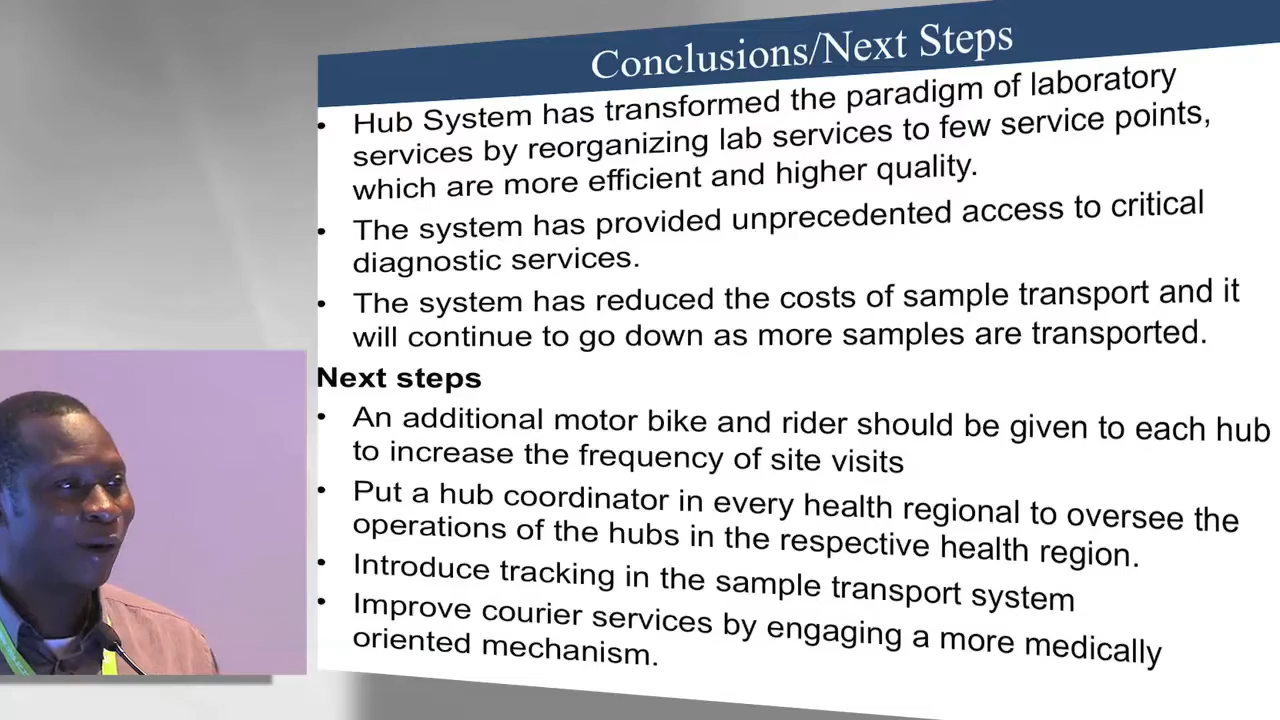 Conclusions/Next Steps
• Hub System has transformed the paradigm of laboratory
services by reorganizing lab services to few service points,
which are more efficient and higher quality.
• The system has provided unprecedented access to critical
diagnostic services.
• The system has reduced the costs of sample transport and it
will continue to go down as more samples are transported.
Next steps
• An additional motor bike and rider should be given to each hub
to increase the frequency of site visits
• Put a hub coordinator in every health regional to oversee the
operations of the hubs in the respective health region.
• Introduce tracking in the sample transport system
• Improve courier services by engaging a more medically
oriented mechanism.